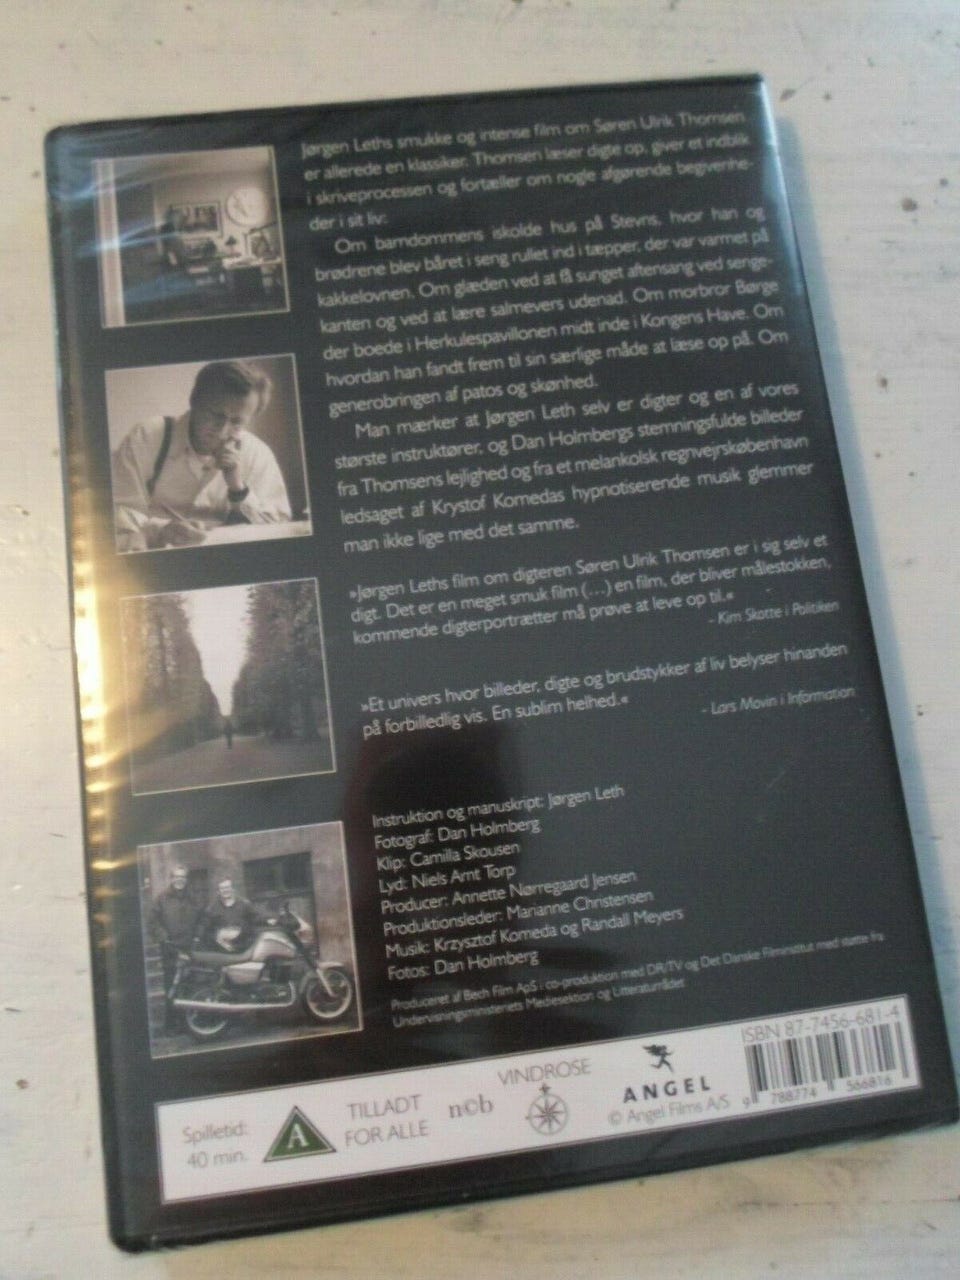 Jørgen Leths smukke og intense film om Søren Ulrik Thomsen
er allerede en klassiker. Thomsen læser digte op, giver et indblik
i skriveprocessen og fortæller om nogle afgørende begivenhe-
der i sit liv:
Om barndommens iskolde hus på Stevns, hvor han og
brødrene blev båret i seng rullet ind i tæpper, der var varmet på
kakkelovnen. Om glæden ved at få sunget aftensang ved senge-
kanten og ved at lære salmevers udenad. Om morbror Børge
der boede i Herkulespavillonen midt inde i Kongens Have. Om
hvordan han fandt frem til sin særlige måde at læse op på. Om
generobringen af patos og skønhed.
Man mærker at Jørgen Leth selv er digter og en af vores
største instruktører, og Dan Holmbergs stemningsfulde billeder
fra Thomsens lejlighed og fra et melankolsk regnvejrskøbenhavn
ledsaget af Krystof Komedas hypnotiserende musik glemmer
man ikke lige med det samme.
»Jørgen Leths film om digteren Søren Ulrik Thomsen er i sig selv et
digt. Det er en meget smuk film (...) en film, der bliver målestokken,
kommende digterportrætter må prøve at leve op til.«
- Kim Skotte i Politiken
»Et univers hvor billeder, digte og brudstykker af liv belyser hinanden
på forbilledlig vis. En sublim helhed.«
- Lars Movin i Information
Instruktion og manuskript: Jørgen Leth
Fotograf: Dan Holmberg
Klip: Camilla Skousen
Lyd: Niels Arnt Torp
Producer: Annette Nørregaard Jensen
Produktionsleder: Marianne Christensen
Musik: Krzysztof Komeda og Randall Meyers
Fotos: Dan Holmberg
Produceret af Bech Film ApS i co-produktion med DR/TV og Det Danske Filminstitut med støtte fra
Undervisningsministeriets Mediesektion og Litteraturrådet
Spilletid:
40 min.
A
TILLADT
FOR ALLE
n©b
VINDROSE
ANGEL
© Angel Films A/S
ISBN 87-7456-681-4
9 788774 566816